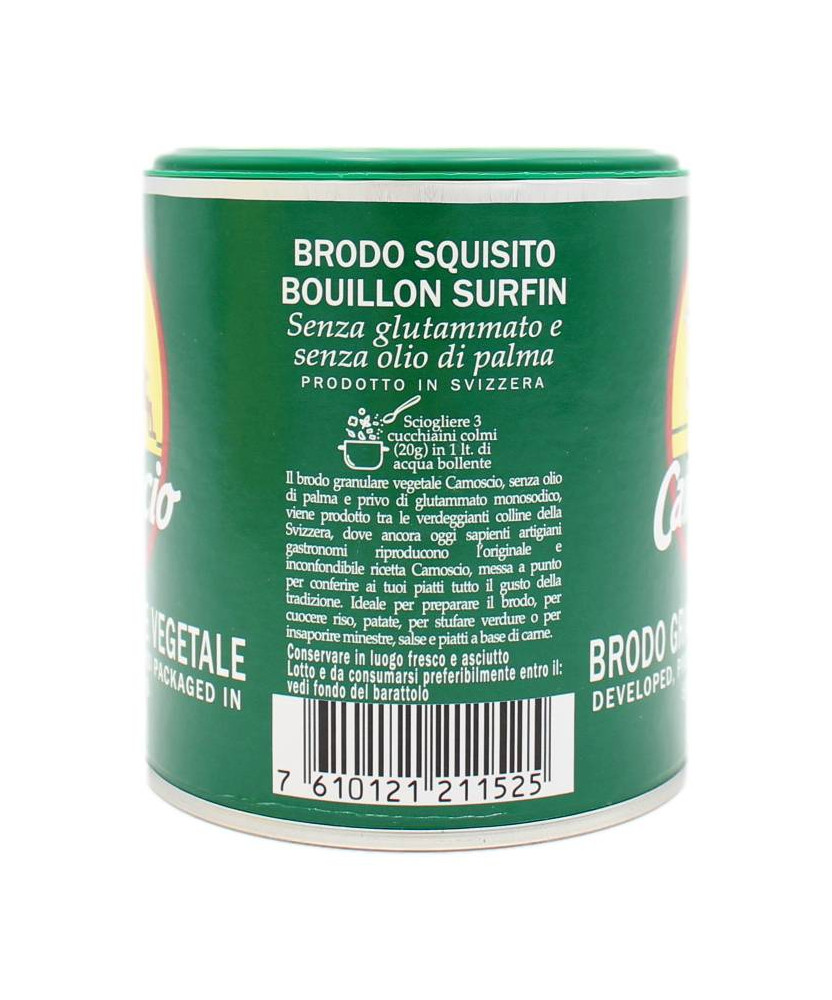 BRODO SQUISITO
BOUILLON SURFIN
Senza glutammato e
senza olio di palma
PRODOTTO IN SVIZZERA
Sciogliere 3
cucchiaini colmi
(20g) in 1 lt. di
acqua bollente
Il brodo granulare vegetale Camoscio, senza olio
di palma e privo di glutammato monosodico,
viene prodotto tra le verdeggianti colline della
Svizzera, dove ancora oggi sapienti artigiani
gastronomi riproducono l'originale e
inconfondibile ricetta Camoscio, messa a punto
per conferire ai tuoi piatti tutto il gusto della
tradizione. Ideale per preparare il brodo, per
cuocere riso, patate, per stufare verdure o per
insaporire minestre, salse e piatti a base di carne.
Conservare in luogo fresco e asciutto
Lotto e da consumarsi preferibilmente entro il:
vedi fondo del barattolo
7 610121 211525
cio
VEGETALE
PACKAGED IN
Ca
BRODO G
DEVELOPED, P